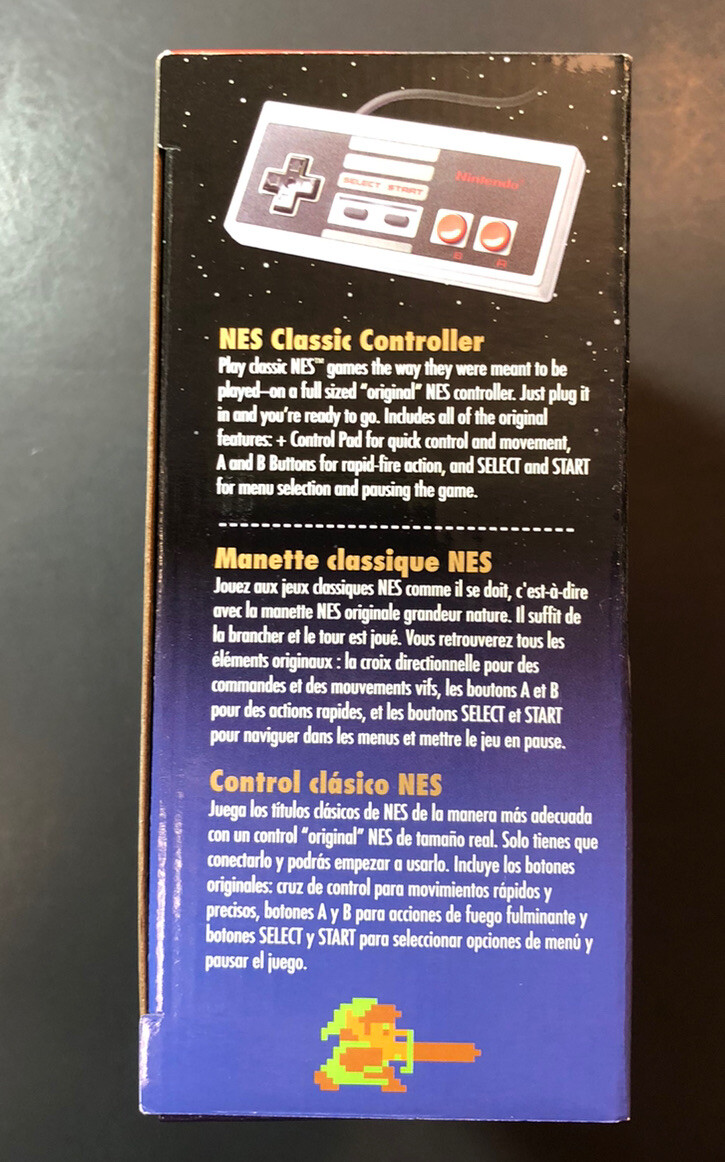 Nintendo®
SELECT START
B A
NES Classic Controller
Play classic NES™ games the way they were meant to be
played–on a full sized "original" NES controller. Just plug it
in and you're ready to go. Includes all of the original
features: + Control Pad for quick control and movement,
A and B Buttons for rapid-fire action, and SELECT and START
for menu selection and pausing the game.
Manette classique NES
Jouez aux jeux classiques NES comme il se doit, c'est-à-dire
avec la manette NES originale grandeur nature. Il suffit de
la brancher et le tour est joué. Vous retrouverez tous les
éléments originaux : la croix directionnelle pour des
commandes et des mouvements vifs, les boutons A et B
pour des actions rapides, et les boutons SELECT et START
pour naviguer dans les menus et mettre le jeu en pause.
Control clásico NES
Juega los títulos clásicos de NES de la manera más adecuada
con un control "original" NES de tamaño real. Solo tienes que
conectarlo y podrás empezar a usarlo. Incluye los botones
originales: cruz de control para movimientos rápidos y
precisos, botones A y B para acciones de fuego fulminante y
botones SELECT y START para seleccionar opciones de menú y
pausar el juego.